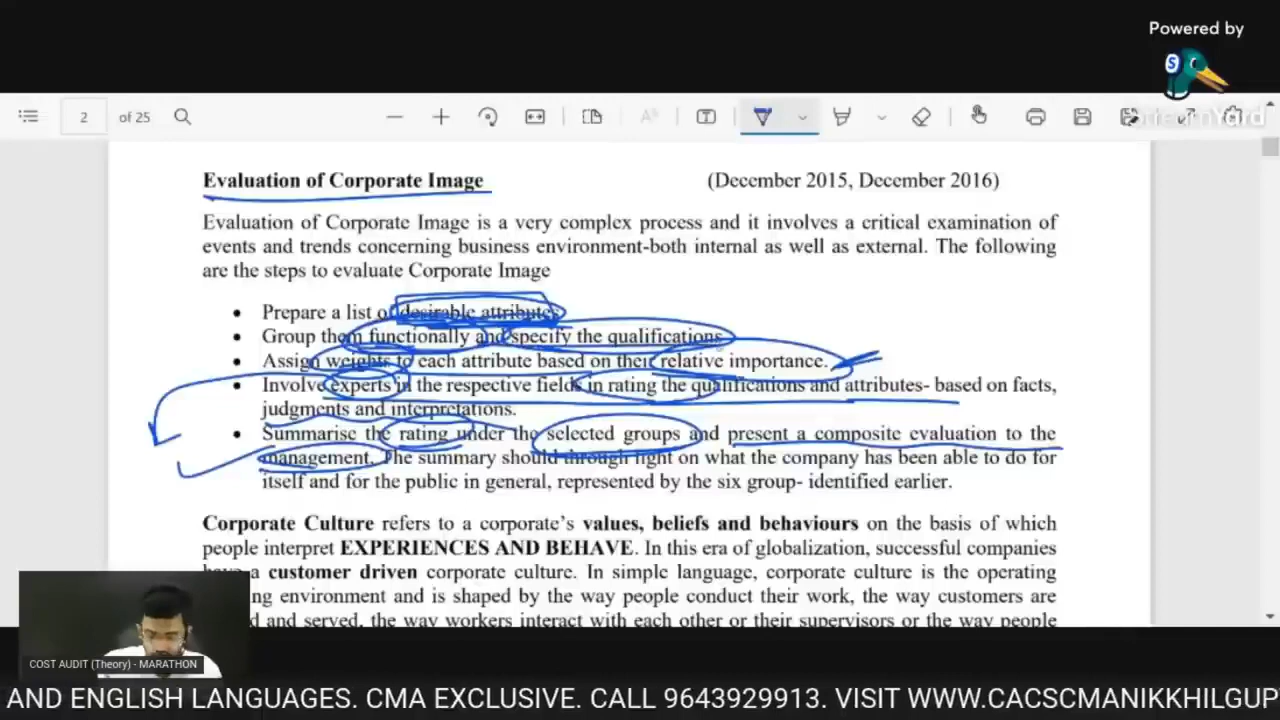 Powered by
2
of 25
Evaluation of Corporate Image (December 2015, December 2016)
Evaluation of Corporate Image is a very complex process and it involves a critical examination of
events and trends concerning business environment-both internal as well as external. The following
are the steps to evaluate Corporate Image
• Prepare a list of desirable attributes
• Group them functionally and specify the qualifications
• Assign weights to each attribute based on their relative importance.
• Involve experts in the respective fields in rating the qualifications and attributes- based on facts,
judgments and interpretations.
• Summarise the rating under the selected groups and present a composite evaluation to the
management. The summary should through light on what the company has been able to do for
itself and for the public in general, represented by the six group- identified earlier.
Corporate Culture refers to a corporate's values, beliefs and behaviours on the basis of which
people interpret EXPERIENCES AND BEHAVE. In this era of globalization, successful companies
a customer driven corporate culture. In simple language, corporate culture is the operating
environment and is shaped by the way people conduct their work, the way customers are
and served, the way workers interact with each other or their supervisors or the way people
COST AUDIT (Theory) - MARATHON
AND ENGLISH LANGUAGES. CMA EXCLUSIVE. CALL 9643929913. VISIT WWW.CACSCMANIKKHILGUP